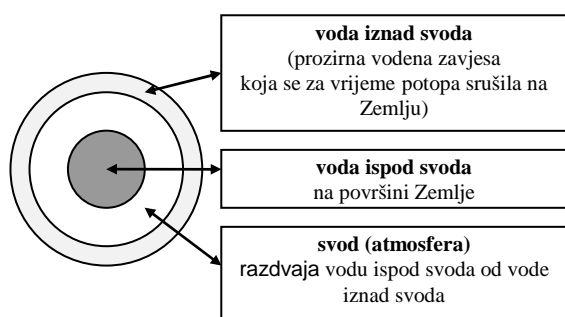 voda iznad svoda
(prozirna vodena zavjesa
koja se za vrijeme potopa srušila na
Zemlju)
voda ispod svoda
na površini Zemlje
svod (atmosfera)
razdvaja vodu ispod svoda od vode
iznad svoda